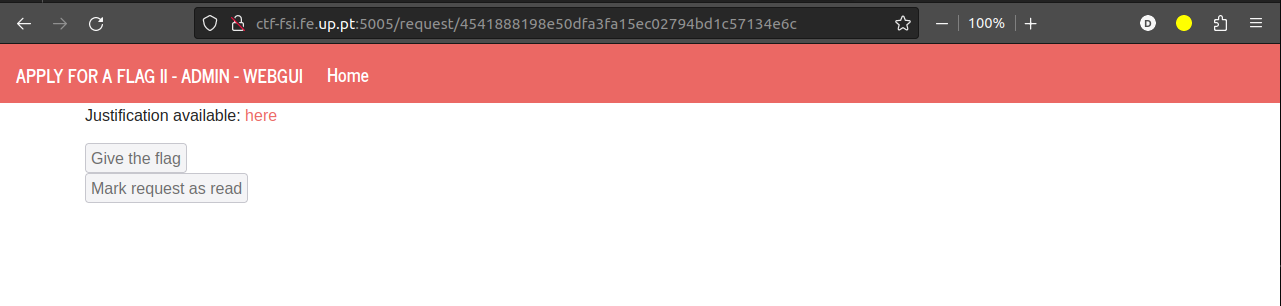 ctf-fsi.fe.up.pt:5005/request/4541888198e50dfa3fa15ec02794bd1c57134e6c
100%
D
APPLY FOR A FLAG II - ADMIN - WEBGUI Home
Justification available: here
Give the flag
Mark request as read